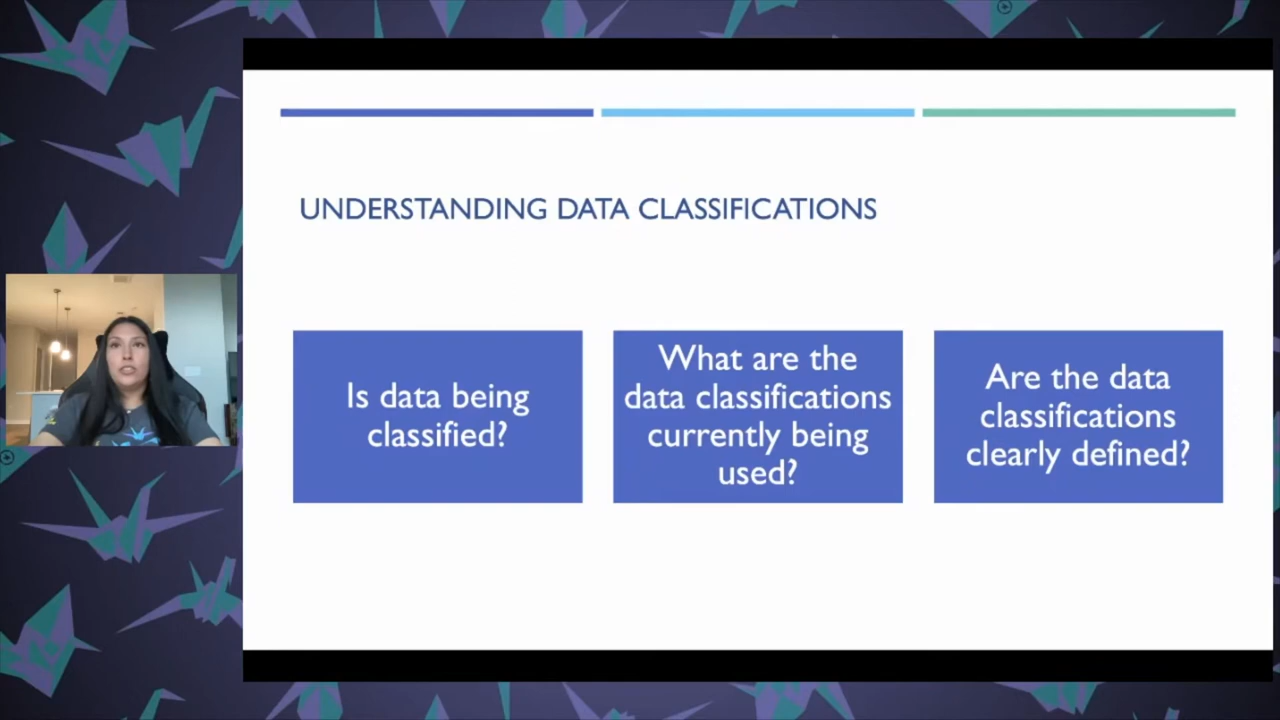 UNDERSTANDING DATA CLASSIFICATIONS
Is data being
classified?
What are the
data classifications
currently being
used?
Are the data
classifications
clearly defined?